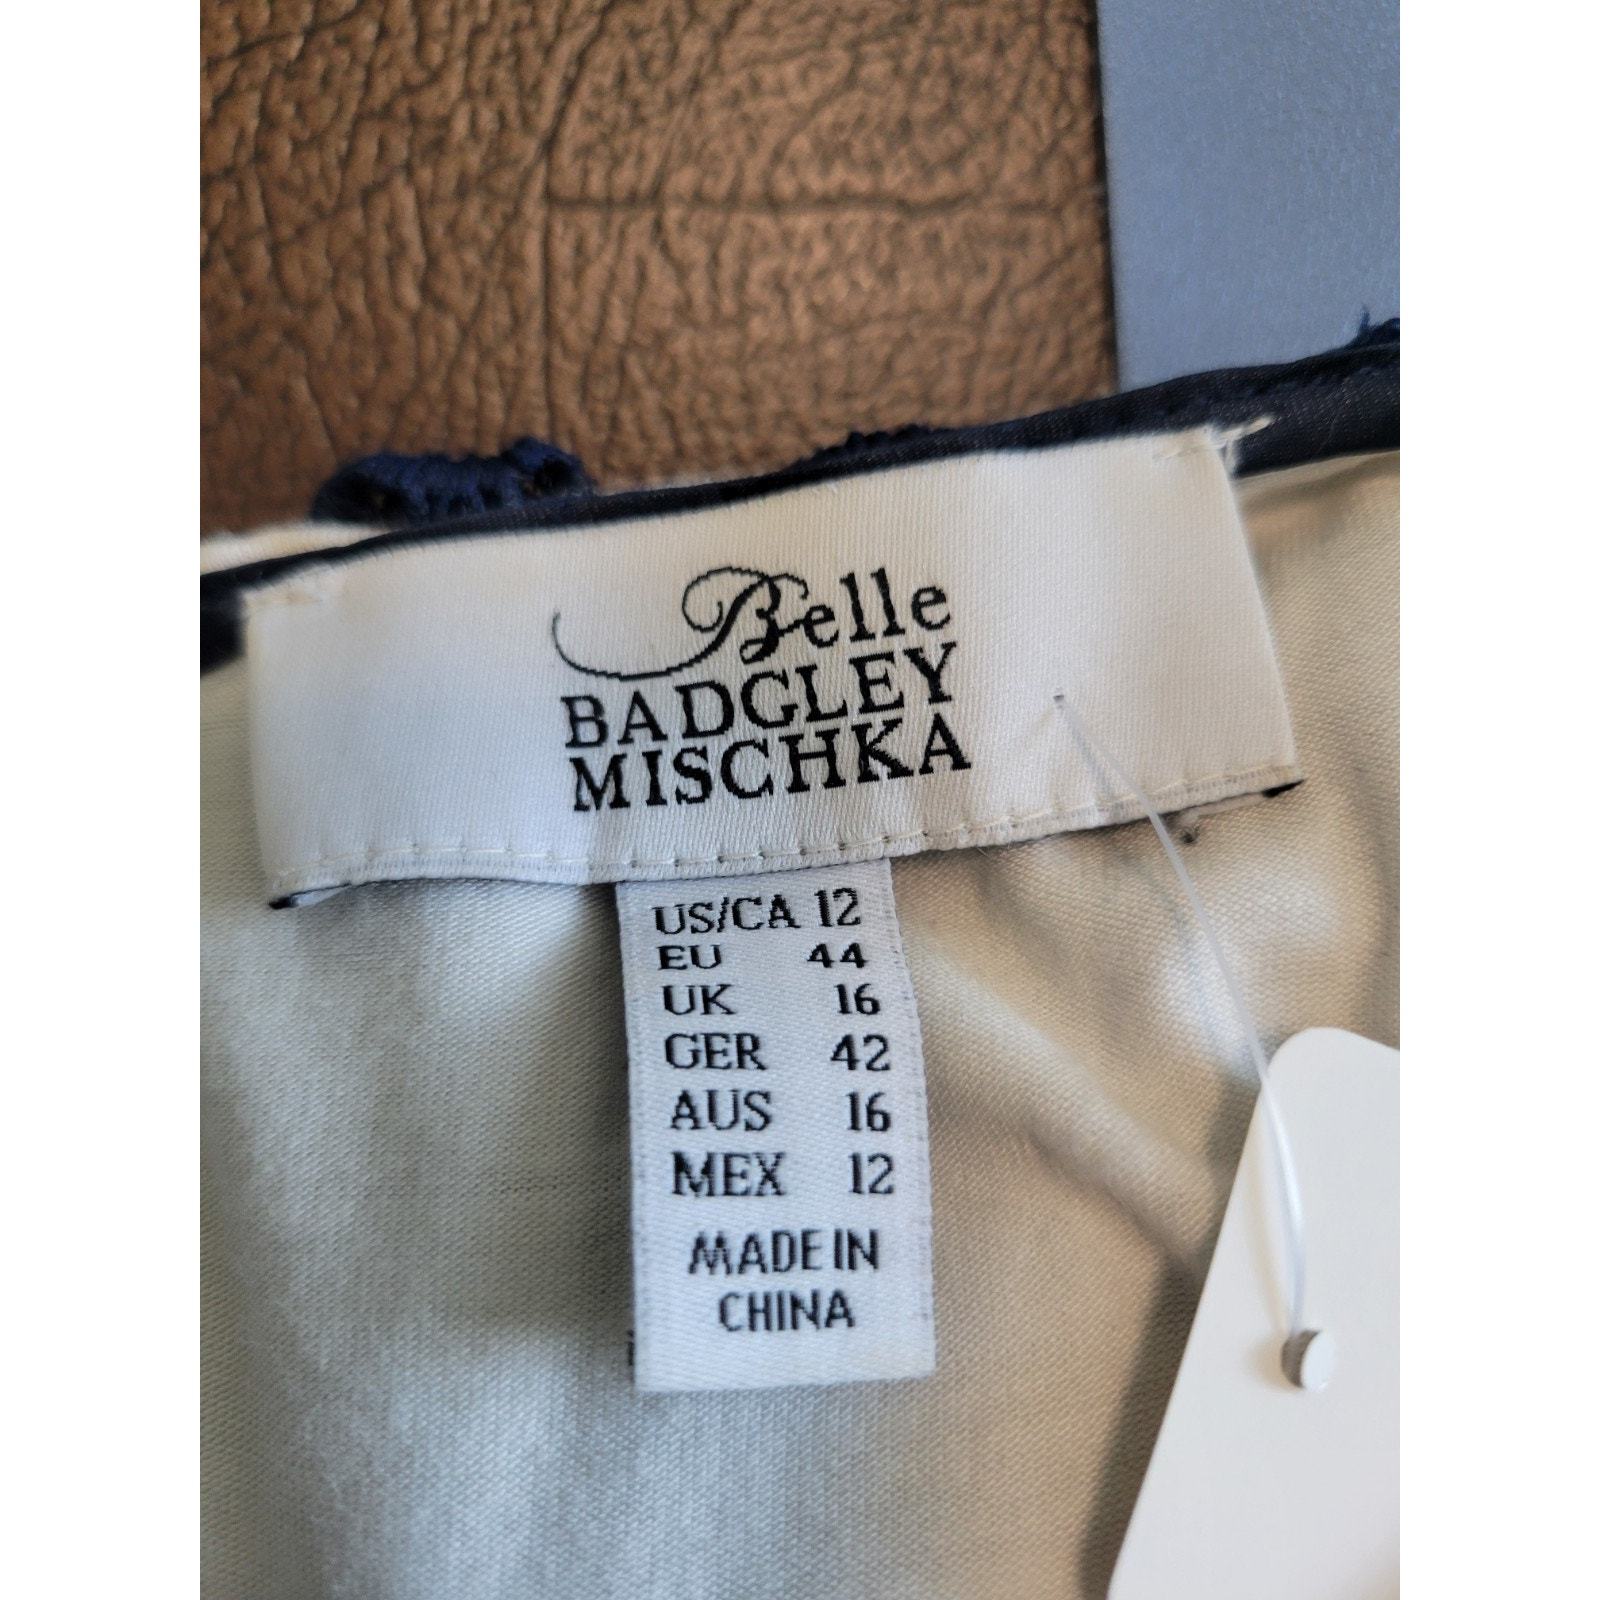 Belle
BADGLEY
MISCHKA
US/CA 12
EU 44
UK 16
GER 42
AUS 16
MEX 12
MADE IN
CHINA